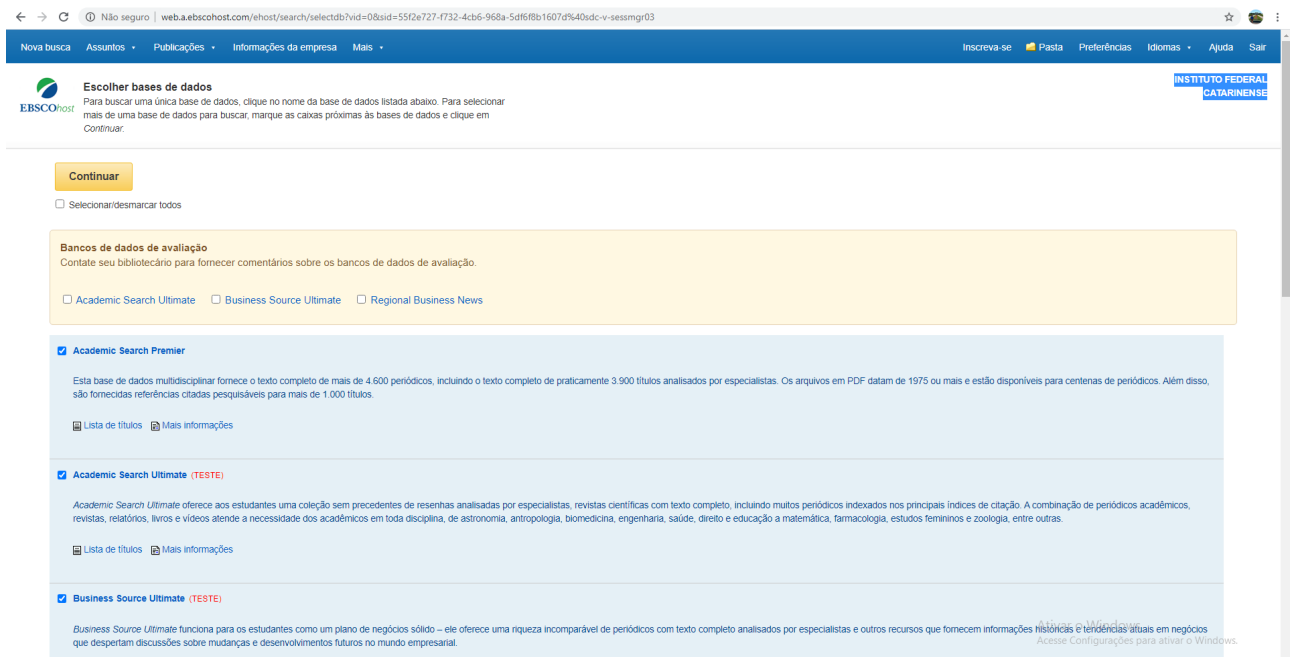 Não seguro | web.a.ebscohost.com/ehost/search/selectdb?vid=0&sid=55f2e727-f732-4cb6-968a-5df6f8b1607d%40sdc-v-sessmgr03
Nova busca Assuntos Publicações Informações da empresa Mais Inscreva-se Pasta Preferências Idiomas Ajuda Sair
EBSCOhost
Escolher bases de dados
Para buscar uma única base de dados, clique no nome da base de dados listada abaixo. Para selecionar
mais de uma base de dados para buscar, marque as caixas próximas às bases de dados e clique em
Continuar.
INSTITUTO FEDERAL
CATARINENSE
Continuar
Selecionar/desmarcar todos
Bancos de dados de avaliação
Contate seu bibliotecário para fornecer comentários sobre os bancos de dados de avaliação.
Academic Search Ultimate Business Source Ultimate Regional Business News
Academic Search Premier
Esta base de dados multidisciplinar fornece o texto completo de mais de 4.600 periódicos, incluindo o texto completo de praticamente 3.900 títulos analisados por especialistas. Os arquivos em PDF datam de 1975 ou mais e estão disponíveis para centenas de periódicos. Além disso,
são fornecidas referências citadas pesquisáveis para mais de 1.000 títulos.
Lista de títulos Mais informações
Academic Search Ultimate (TESTE)
Academic Search Ultimate oferece aos estudantes uma coleção sem precedentes de resenhas analisadas por especialistas, revistas científicas com texto completo, incluindo muitos periódicos indexados nos principais índices de citação. A combinação de periódicos acadêmicos,
revistas, relatórios, livros e vídeos atende a necessidade dos acadêmicos em toda disciplina, de astronomia, antropologia, biomedicina, engenharia, saúde, direito e educação a matemática, farmacologia, estudos femininos e zoologia, entre outras.
Lista de títulos Mais informações
Business Source Ultimate (TESTE)
Business Source Ultimate funciona para os estudantes como um plano de negócios sólido – ele oferece uma riqueza incomparável de periódicos com texto completo analisados por especialistas e outros recursos que fornecem informações históricas e tendências atuais em negócios
que despertam discussões sobre mudanças e desenvolvimentos futuros no mundo empresarial.
Ativar o Windows
Acesse Configurações para ativar o Windows.